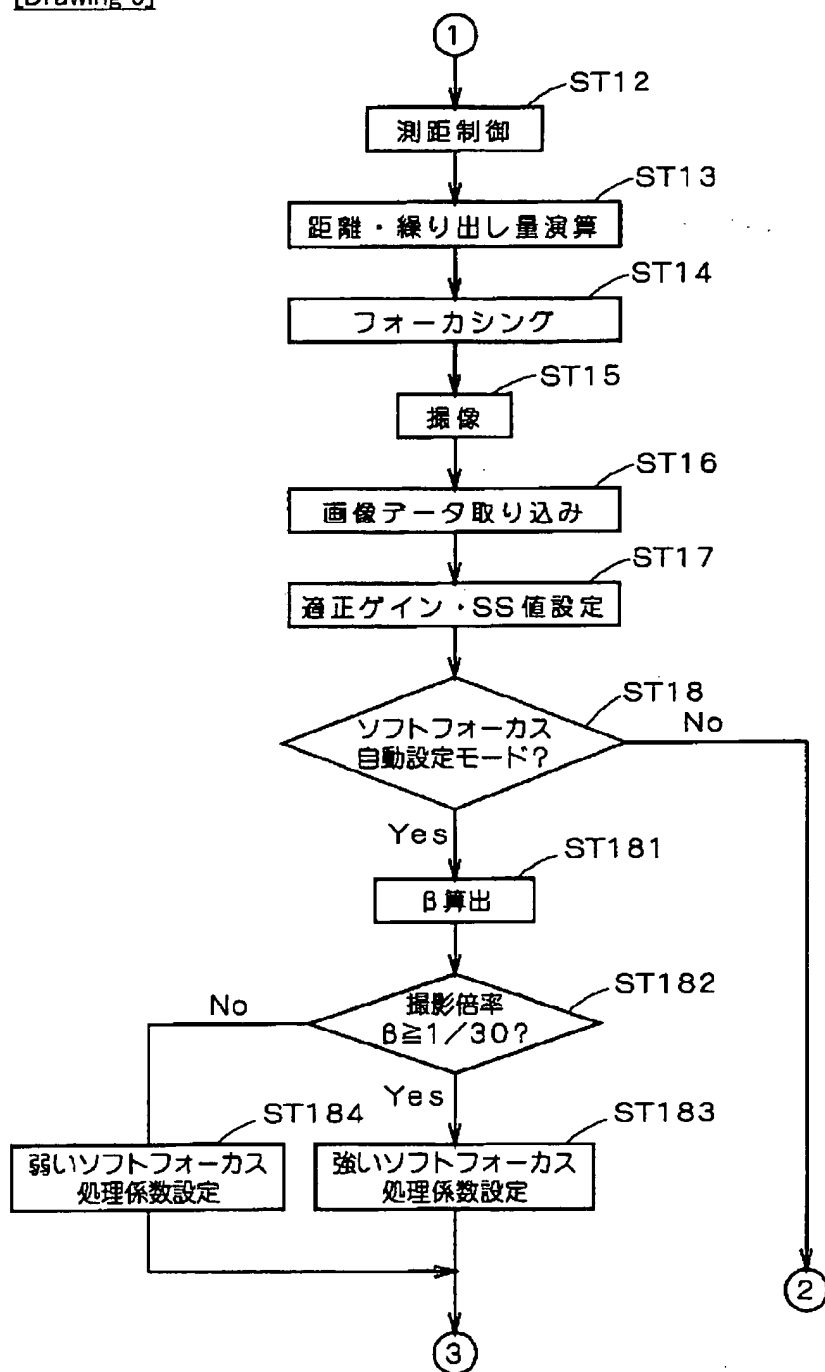 ①
ST12
測距制御
ST13
距離・繰り出し量演算
ST14
フォーカシング
ST15
撮像
ST16
画像データ取り込み
ST17
適正ゲイン・SS値設定
ST18
ソフトフォーカス
自動設定モード?
No
Yes
ST181
β算出
ST182
撮影倍率
β≧1/30?
No
Yes
ST184
弱いソフトフォーカス
処理係数設定
ST183
強いソフトフォーカス
処理係数設定
②
③